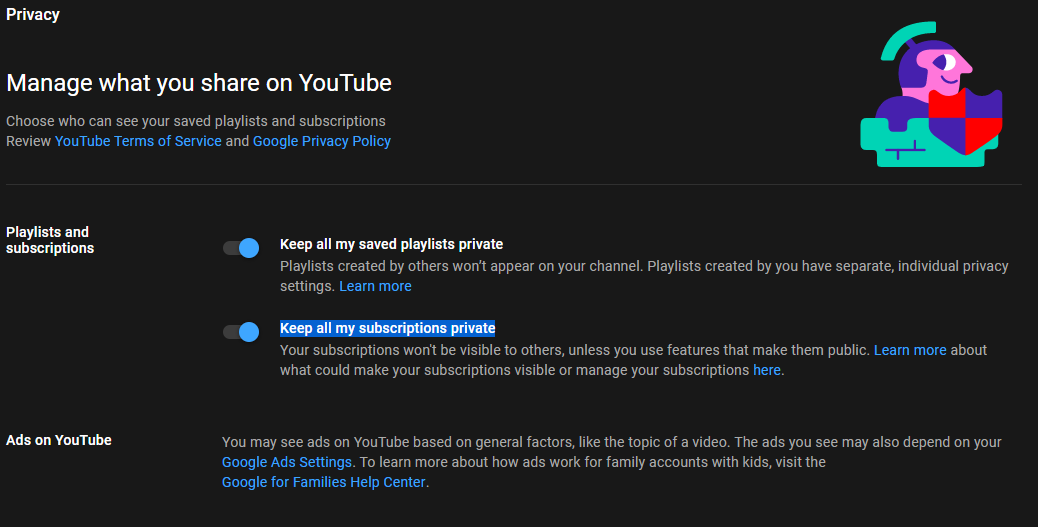 Privacy
Manage what you share on YouTube
Choose who can see your saved playlists and subscriptions
Review YouTube Terms of Service and Google Privacy Policy
Playlists and
subscriptions
Keep all my saved playlists private
Playlists created by others won't appear on your channel. Playlists created by you have separate, individual privacy
settings. Learn more
Keep all my subscriptions private
Your subscriptions won't be visible to others, unless you use features that make them public. Learn more about
what could make your subscriptions visible or manage your subscriptions here.
Ads on YouTube
You may see ads on YouTube based on general factors, like the topic of a video. The ads you see may also depend on your
Google Ads Settings. To learn more about how ads work for family accounts with kids, visit the
Google for Families Help Center.